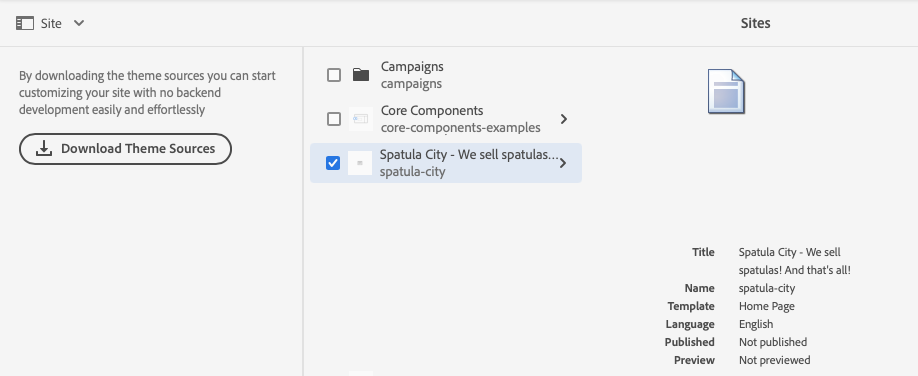 Site
Sites
By downloading the theme sources you can start
customizing your site with no backend
development easily and effortlessly
Download Theme Sources
Campaigns
campaigns
Core Components
core-components-examples
Spatula City - We sell spatulas...
spatula-city
Title Spatula City - We sell
spatulas! And that's all!
Name spatula-city
Template Home Page
Language English
Published Not published
Preview Not previewed